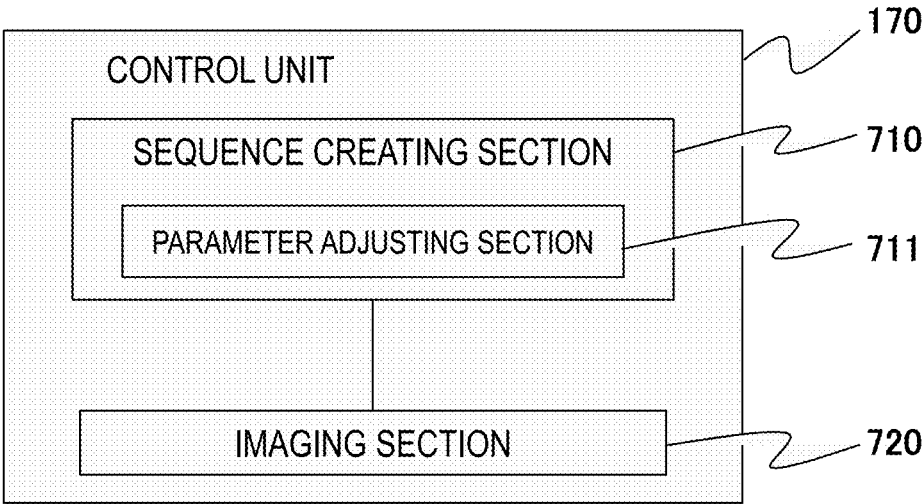 170
CONTROL UNIT
SEQUENCE CREATING SECTION
710
PARAMETER ADJUSTING SECTION
711
IMAGING SECTION
720